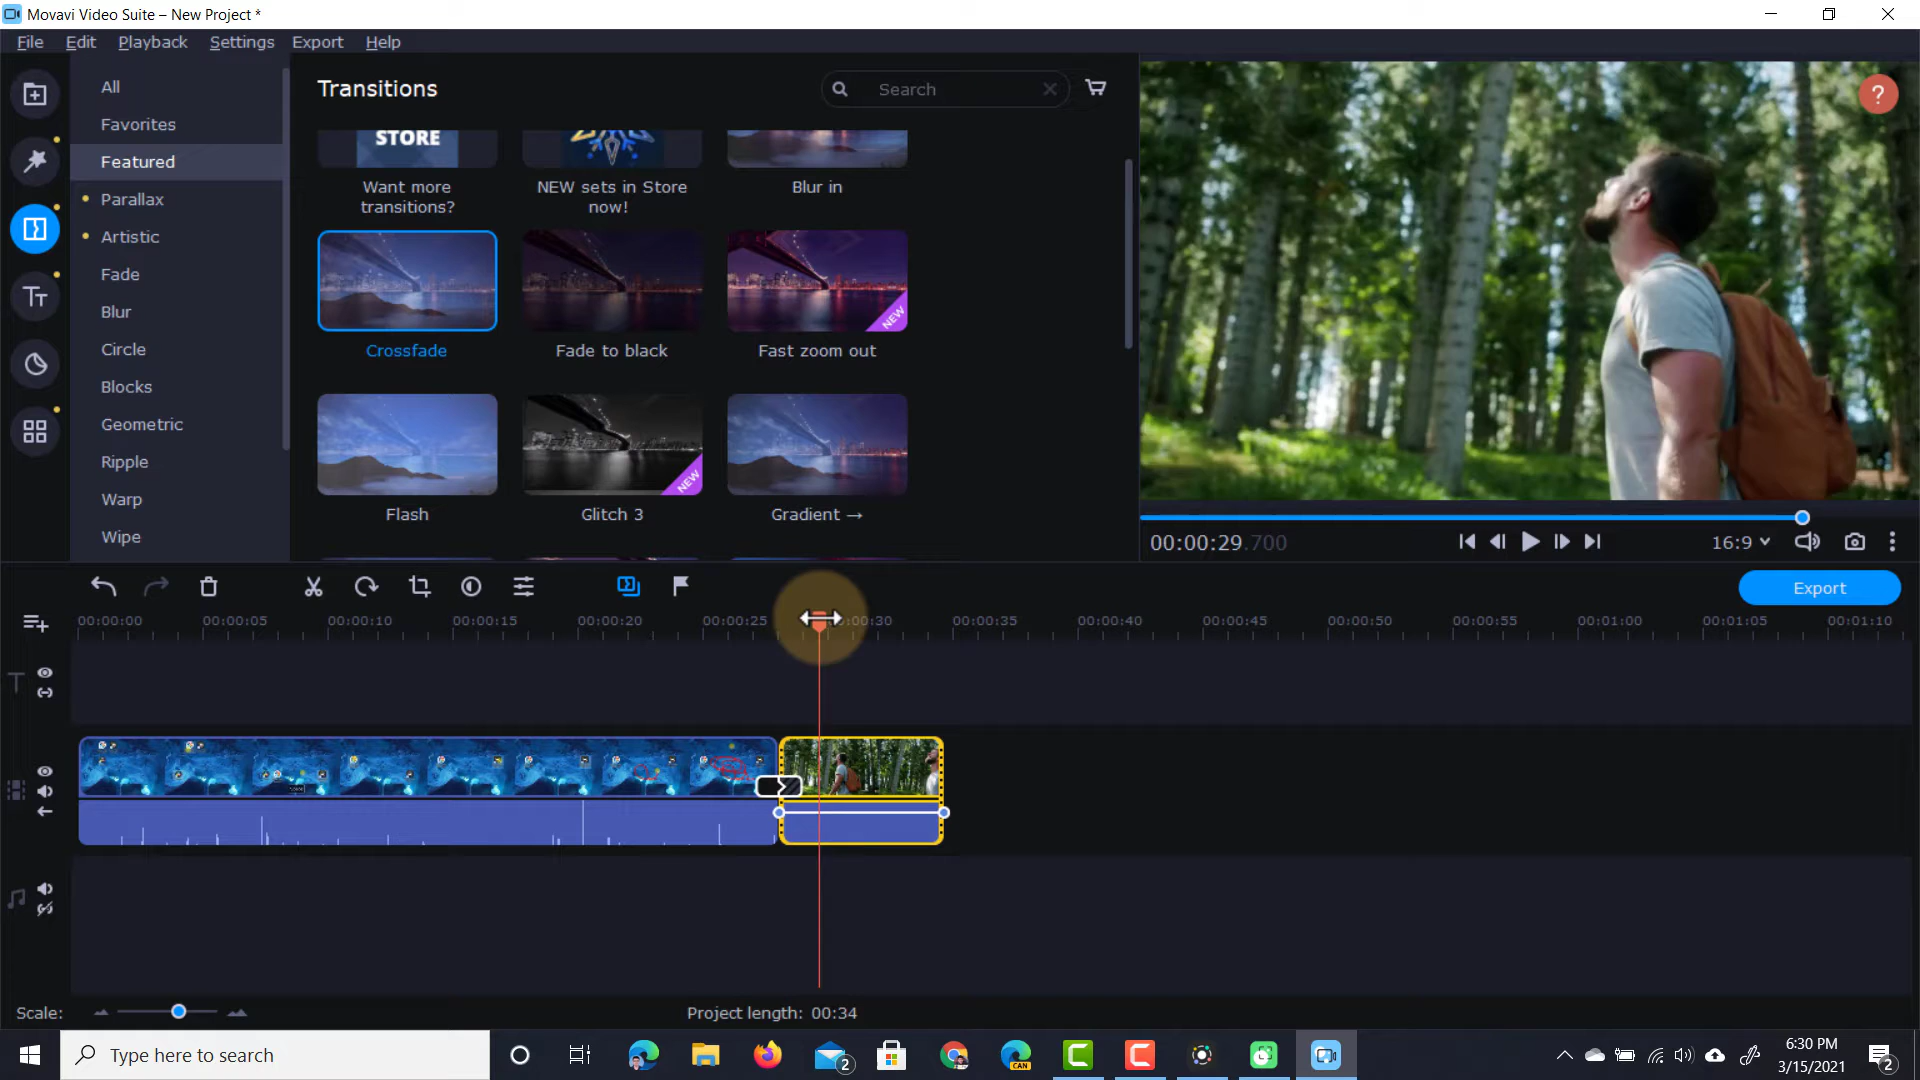 Movavi Video Suite – New Project *
File Edit Playback Settings Export Help
All
Favorites
Featured
Parallax
Artistic
Fade
Blur
Circle
Blocks
Geometric
Ripple
Warp
Wipe
Transitions
Search
STORE
Want more
transitions?
NEW sets in Store
now!
Blur in
Crossfade
Fade to black
NEW
Fast zoom out
Flash
NEW
Glitch 3
Gradient →
?
00:00:29.700
16:9
Export
00:00:00 00:00:05 00:00:10 00:00:15 00:00:20 00:00:25 00:30 00:00:35 00:00:40 00:00:45 00:00:50 00:00:55 00:01:00 00:01:05 00:01:10
Scale:
Project length: 00:34
Type here to search
2
CAN
6:30 PM
3/15/2021
2